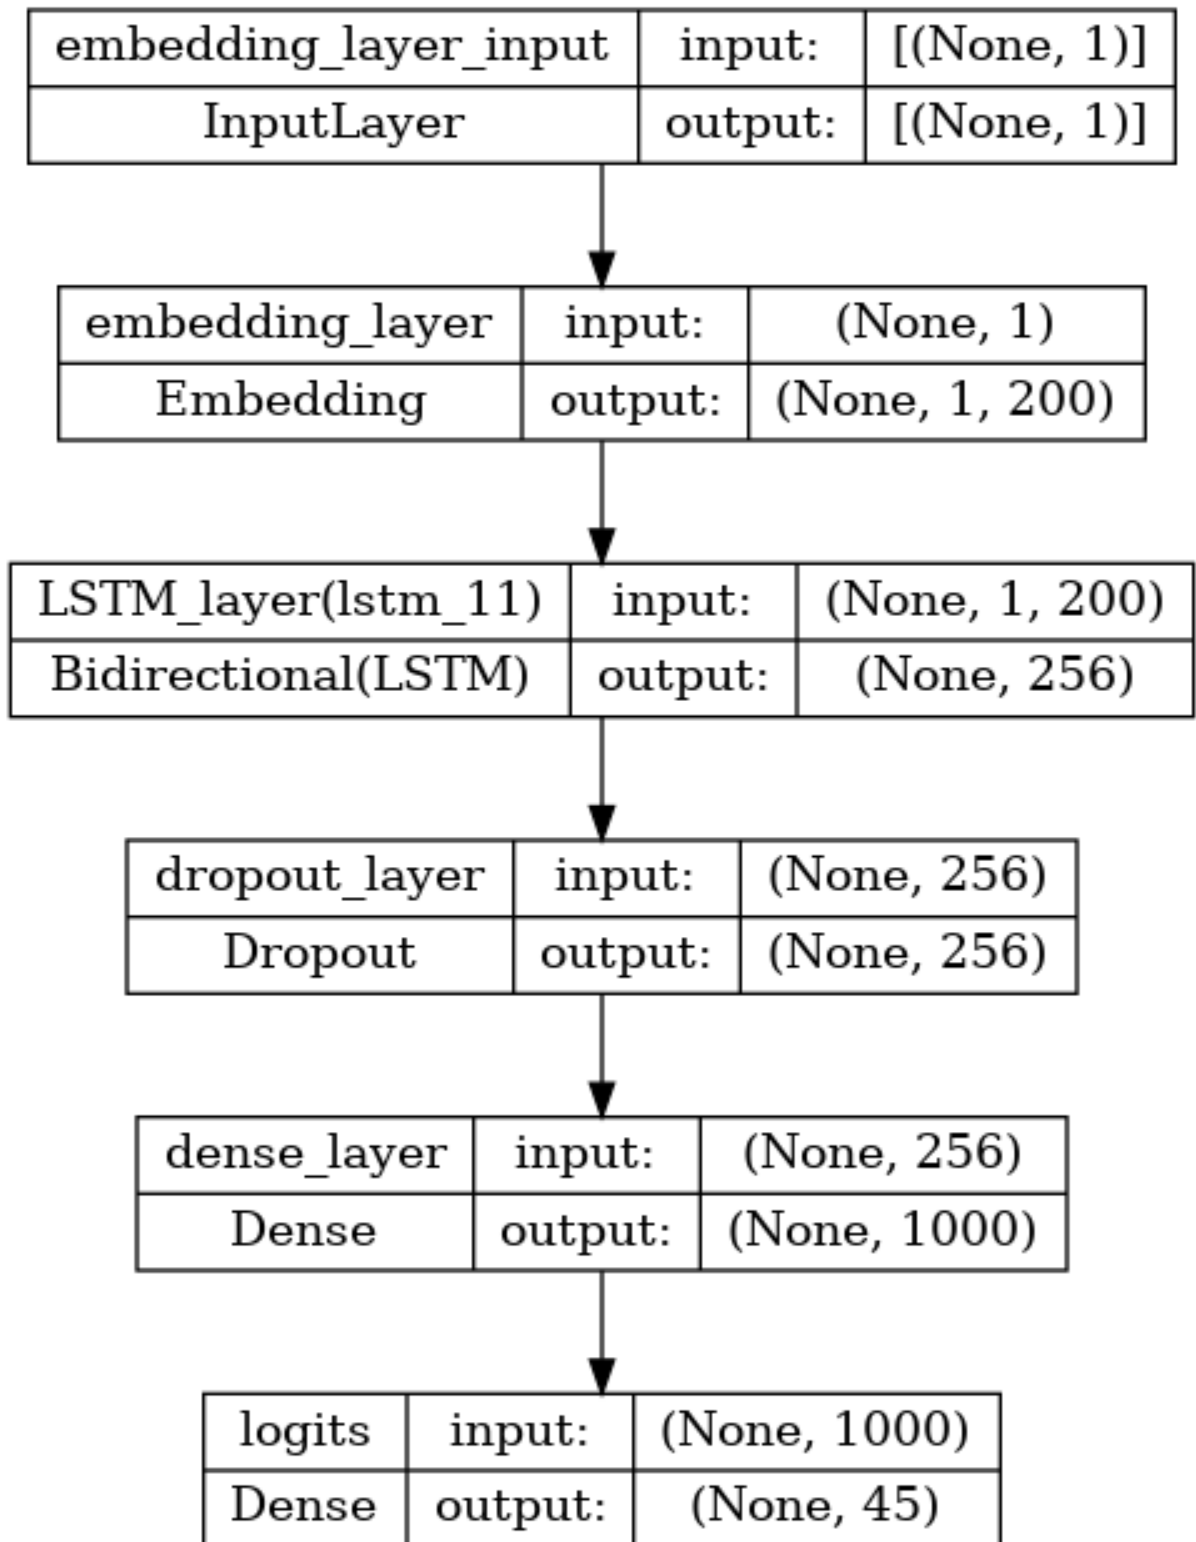 embedding_layer_input input: [(None, 1)]
InputLayer output: [(None, 1)]
embedding_layer input: (None, 1)
Embedding output: (None, 1, 200)
LSTM_layer(lstm_11) input: (None, 1, 200)
Bidirectional(LSTM) output: (None, 256)
dropout_layer input: (None, 256)
Dropout output: (None, 256)
dense_layer input: (None, 256)
Dense output: (None, 1000)
logits input: (None, 1000)
Dense output: (None, 45)